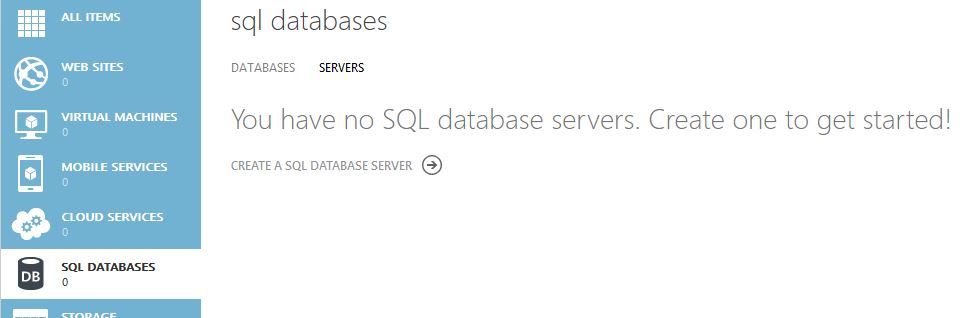 ALL ITEMS
WEB SITES
0
VIRTUAL MACHINES
0
MOBILE SERVICES
0
CLOUD SERVICES
0
DB
SQL DATABASES
0
STORAGE
sql databases
DATABASES SERVERS
You have no SQL database servers. Create one to get started!
CREATE A SQL DATABASE SERVER